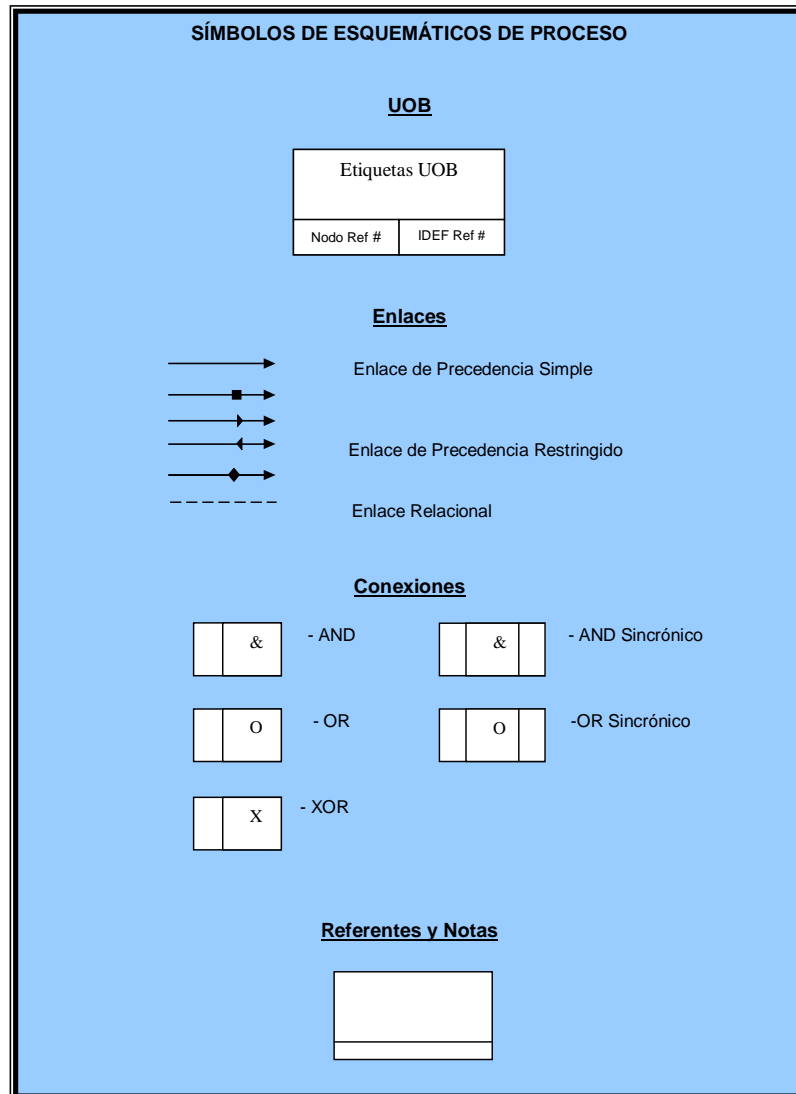 SÍMBOLOS DE ESQUEMÁTICOS DE PROCESO
UOB
Etiquetas UOB
Nodo Ref #
IDEF Ref #
Enlaces
Enlace de Precedencia Simple
Enlace de Precedencia Restringido
Enlace Relacional
Conexiones
& - AND
& - AND Sincrónico
O - OR
O -OR Sincrónico
X - XOR
Referentes y Notas